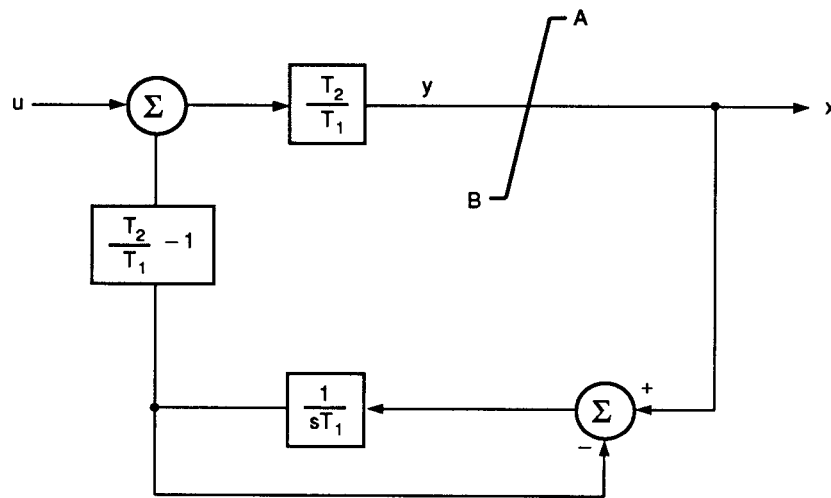 A
u
Σ
T₂
T₁
y
x
B
T₂
T₁
− 1
1
sT₁
Σ
+
−